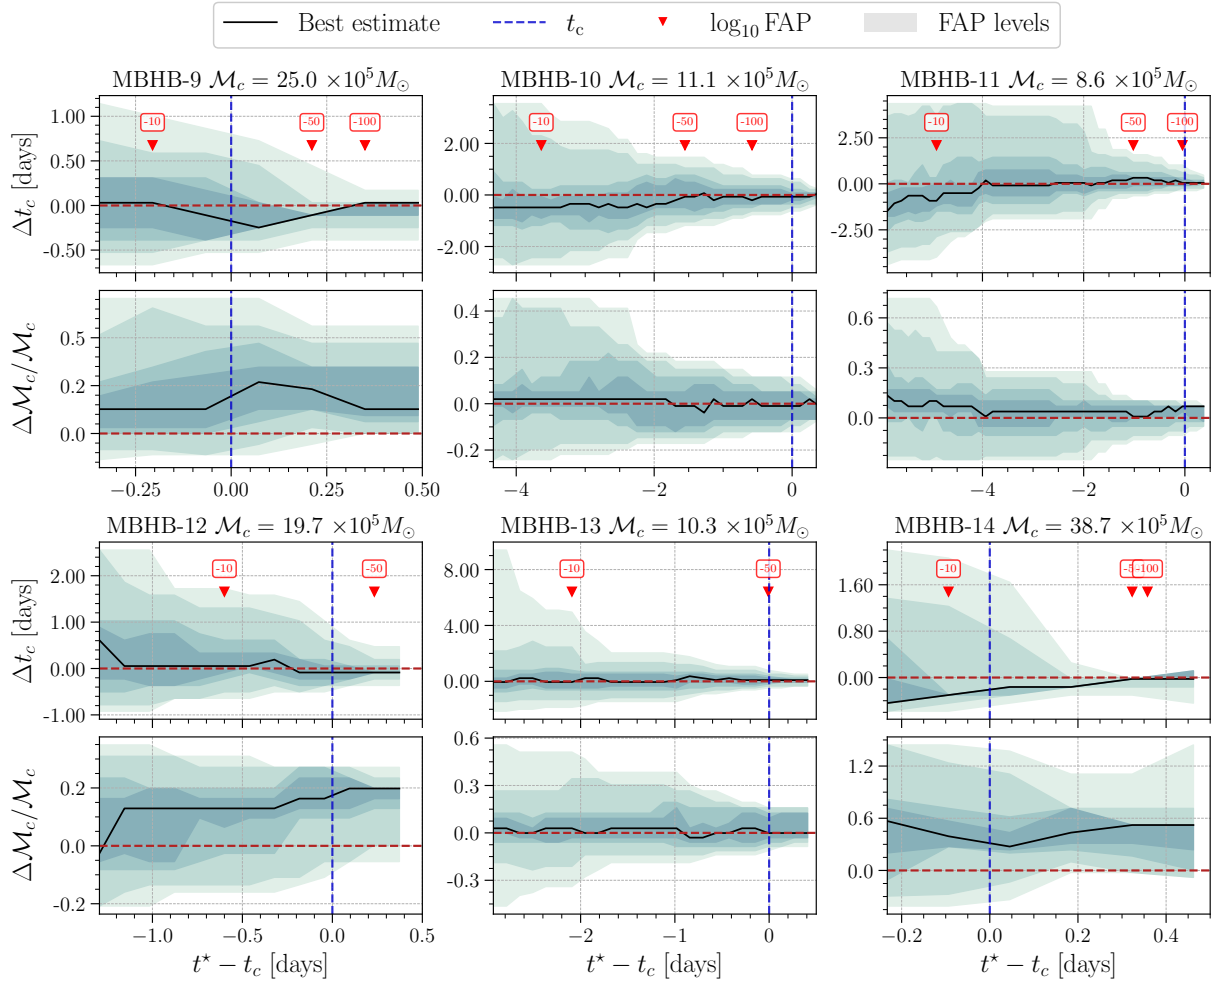 Best estimate t_c log₁₀ FAP FAP levels
MBHB-9 ℳ_c = 25.0 ×10⁵M_⊙
MBHB-10 ℳ_c = 11.1 ×10⁵M_⊙
MBHB-11 ℳ_c = 8.6 ×10⁵M_⊙
Δt_c [days]
1.00
0.50
0.00
-0.50
-10
-50
-100
2.00
0.00
-2.00
-10
-50
-100
2.50
0.00
-2.50
-10
-50
-100
Δℳ_c/ℳ_c
0.5
0.2
0.0
−0.25 0.00 0.25 0.50
0.4
0.2
0.0
-0.2
−4 −2 0
0.6
0.3
0.0
-0.3
−4 −2 0
MBHB-12 ℳ_c = 19.7 ×10⁵M_⊙
MBHB-13 ℳ_c = 10.3 ×10⁵M_⊙
MBHB-14 ℳ_c = 38.7 ×10⁵M_⊙
Δt_c [days]
2.00
1.00
0.00
-1.00
-10
-50
8.00
4.00
0.00
-10
-50
1.60
0.80
0.00
-10
-5
-100
Δℳ_c/ℳ_c
0.2
0.0
-0.2
−1.0 −0.5 0.0 0.5
t⋆ − t_c [days]
0.6
0.3
0.0
-0.3
−2 −1 0
t⋆ − t_c [days]
1.2
0.6
0.0
−0.2 0.0 0.2 0.4
t⋆ − t_c [days]